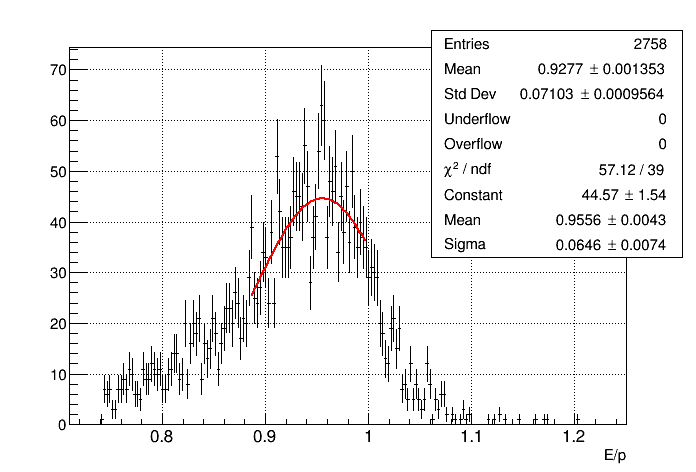 Entries 2758
Mean 0.9277 ± 0.001353
Std Dev 0.07103 ± 0.0009564
Underflow 0
Overflow 0
χ² / ndf 57.12 / 39
Constant 44.57 ± 1.54
Mean 0.9556 ± 0.0043
Sigma 0.0646 ± 0.0074
70
60
50
40
30
20
10
0
0.8 0.9 1 1.1 1.2
E/p